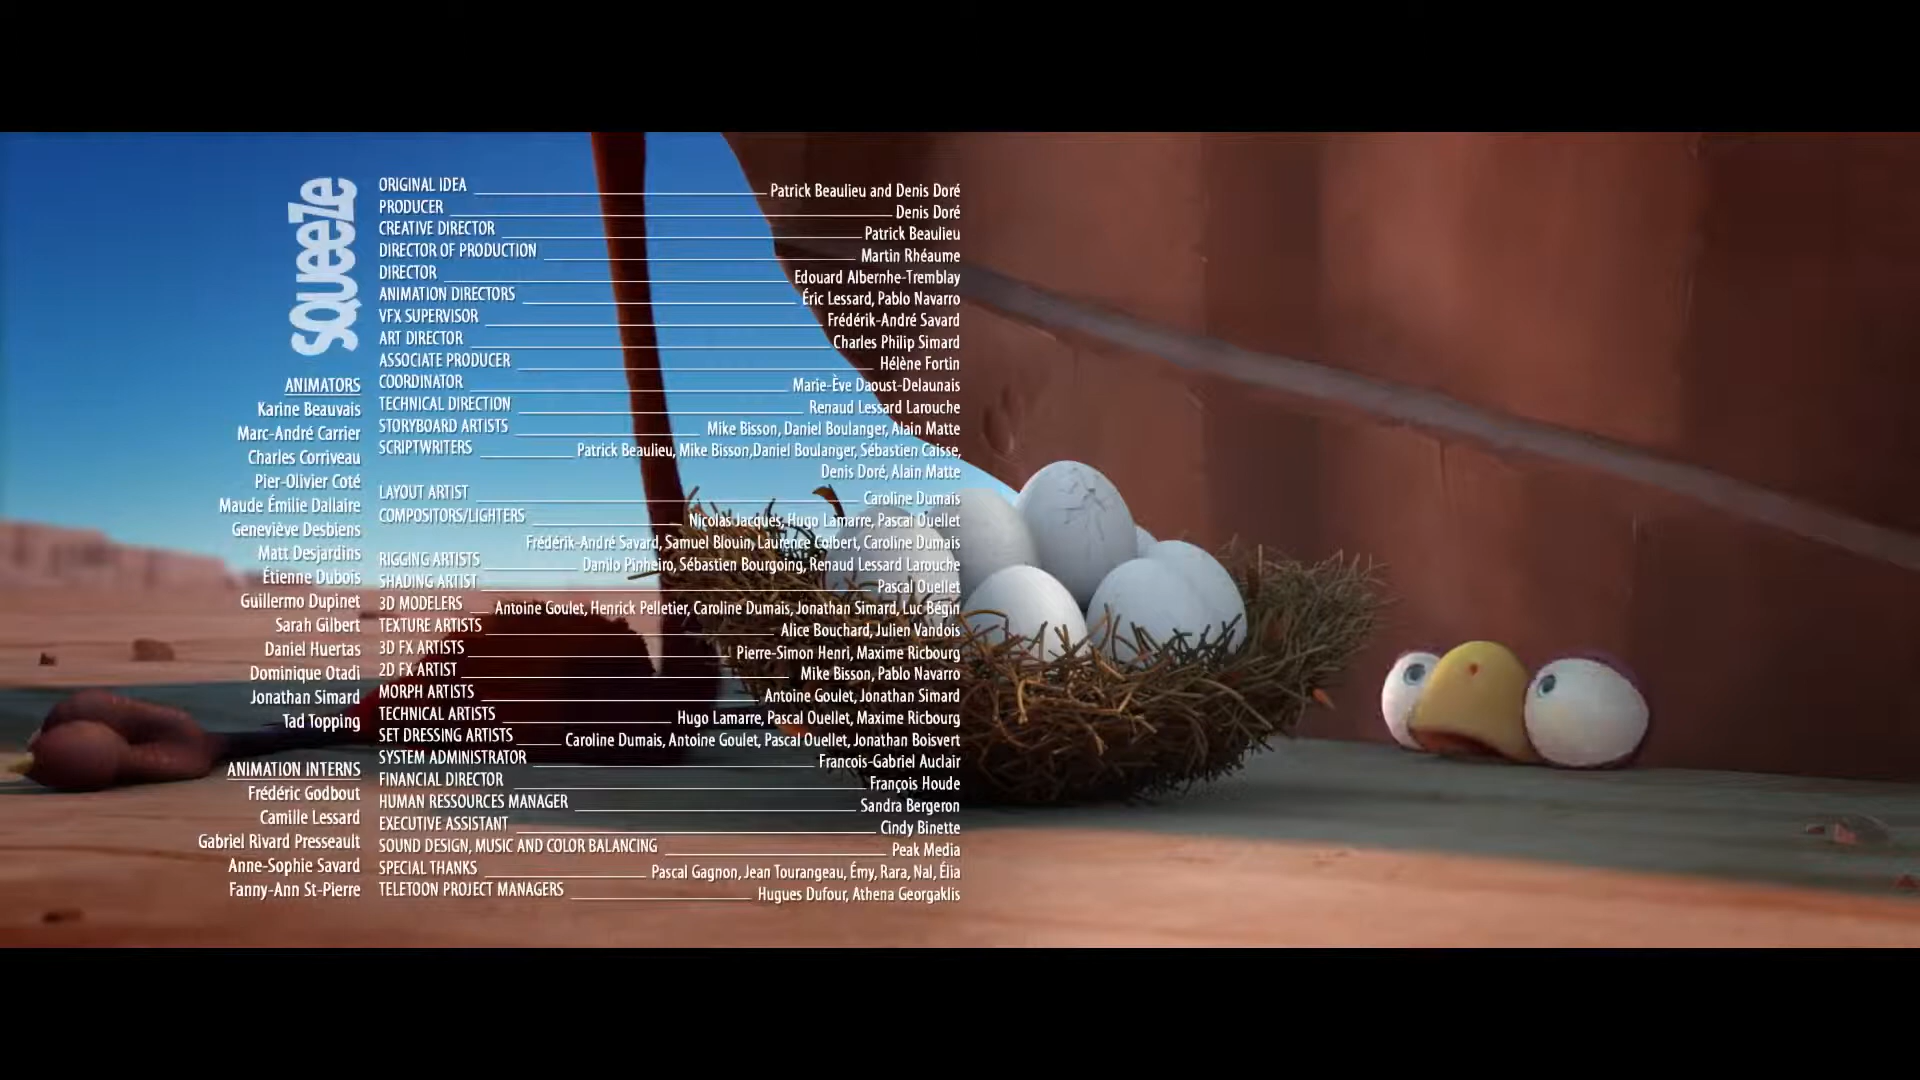 squeeze
ANIMATORS
Karine Beauvais
Marc-André Carrier
Charles Corriveau
Pier-Olivier Coté
Maude Émilie Dallaire
Geneviève Desbiens
Matt Desjardins
Étienne Dubois
Guillermo Dupinet
Sarah Gilbert
Daniel Huertas
Dominique Otadi
Jonathan Simard
Tad Topping
ANIMATION INTERNS
Frédéric Godbout
Camille Lessard
Gabriel Rivard Presseault
Anne-Sophie Savard
Fanny-Ann St-Pierre
ORIGINAL IDEA Patrick Beaulieu and Denis Doré
PRODUCER Denis Doré
CREATIVE DIRECTOR Patrick Beaulieu
DIRECTOR OF PRODUCTION Martin Rhéaume
DIRECTOR Edouard Albernhe-Tremblay
ANIMATION DIRECTORS Éric Lessard, Pablo Navarro
VFX SUPERVISOR Frédérik-André Savard
ART DIRECTOR Charles Philip Simard
ASSOCIATE PRODUCER Hélène Fortin
COORDINATOR Marie-Ève Daoust-Delaunais
TECHNICAL DIRECTION Renaud Lessard Larouche
STORYBOARD ARTISTS Mike Bisson, Daniel Boulanger, Alain Matte
SCRIPTWRITERS Patrick Beaulieu, Mike Bisson,Daniel Boulanger, Sébastien Caisse,
Denis Doré, Alain Matte
LAYOUT ARTIST Caroline Dumais
COMPOSITORS/LIGHTERS Nicolas Jacques, Hugo Lamarre, Pascal Ouellet
Frédérik-André Savard, Samuel Blouin, Laurence Colbert, Caroline Dumais
RIGGING ARTISTS Danilo Pinheiro, Sébastien Bourgoing, Renaud Lessard Larouche
SHADING ARTIST Pascal Ouellet
3D MODELERS Antoine Goulet, Henrick Pelletier, Caroline Dumais, Jonathan Simard, Luc Bégin
TEXTURE ARTISTS Alice Bouchard, Julien Vandois
3D FX ARTISTS Pierre-Simon Henri, Maxime Ricbourg
2D FX ARTIST Mike Bisson, Pablo Navarro
MORPH ARTISTS Antoine Goulet, Jonathan Simard
TECHNICAL ARTISTS Hugo Lamarre, Pascal Ouellet, Maxime Ricbourg
SET DRESSING ARTISTS Caroline Dumais, Antoine Goulet, Pascal Ouellet, Jonathan Boisvert
SYSTEM ADMINISTRATOR Francois-Gabriel Auclair
FINANCIAL DIRECTOR François Houde
HUMAN RESSOURCES MANAGER Sandra Bergeron
EXECUTIVE ASSISTANT Cindy Binette
SOUND DESIGN, MUSIC AND COLOR BALANCING Peak Media
SPECIAL THANKS Pascal Gagnon, Jean Tourangeau, Émy, Rara, Nal, Élia
TELETOON PROJECT MANAGERS Hugues Dufour, Athena Georgaklis